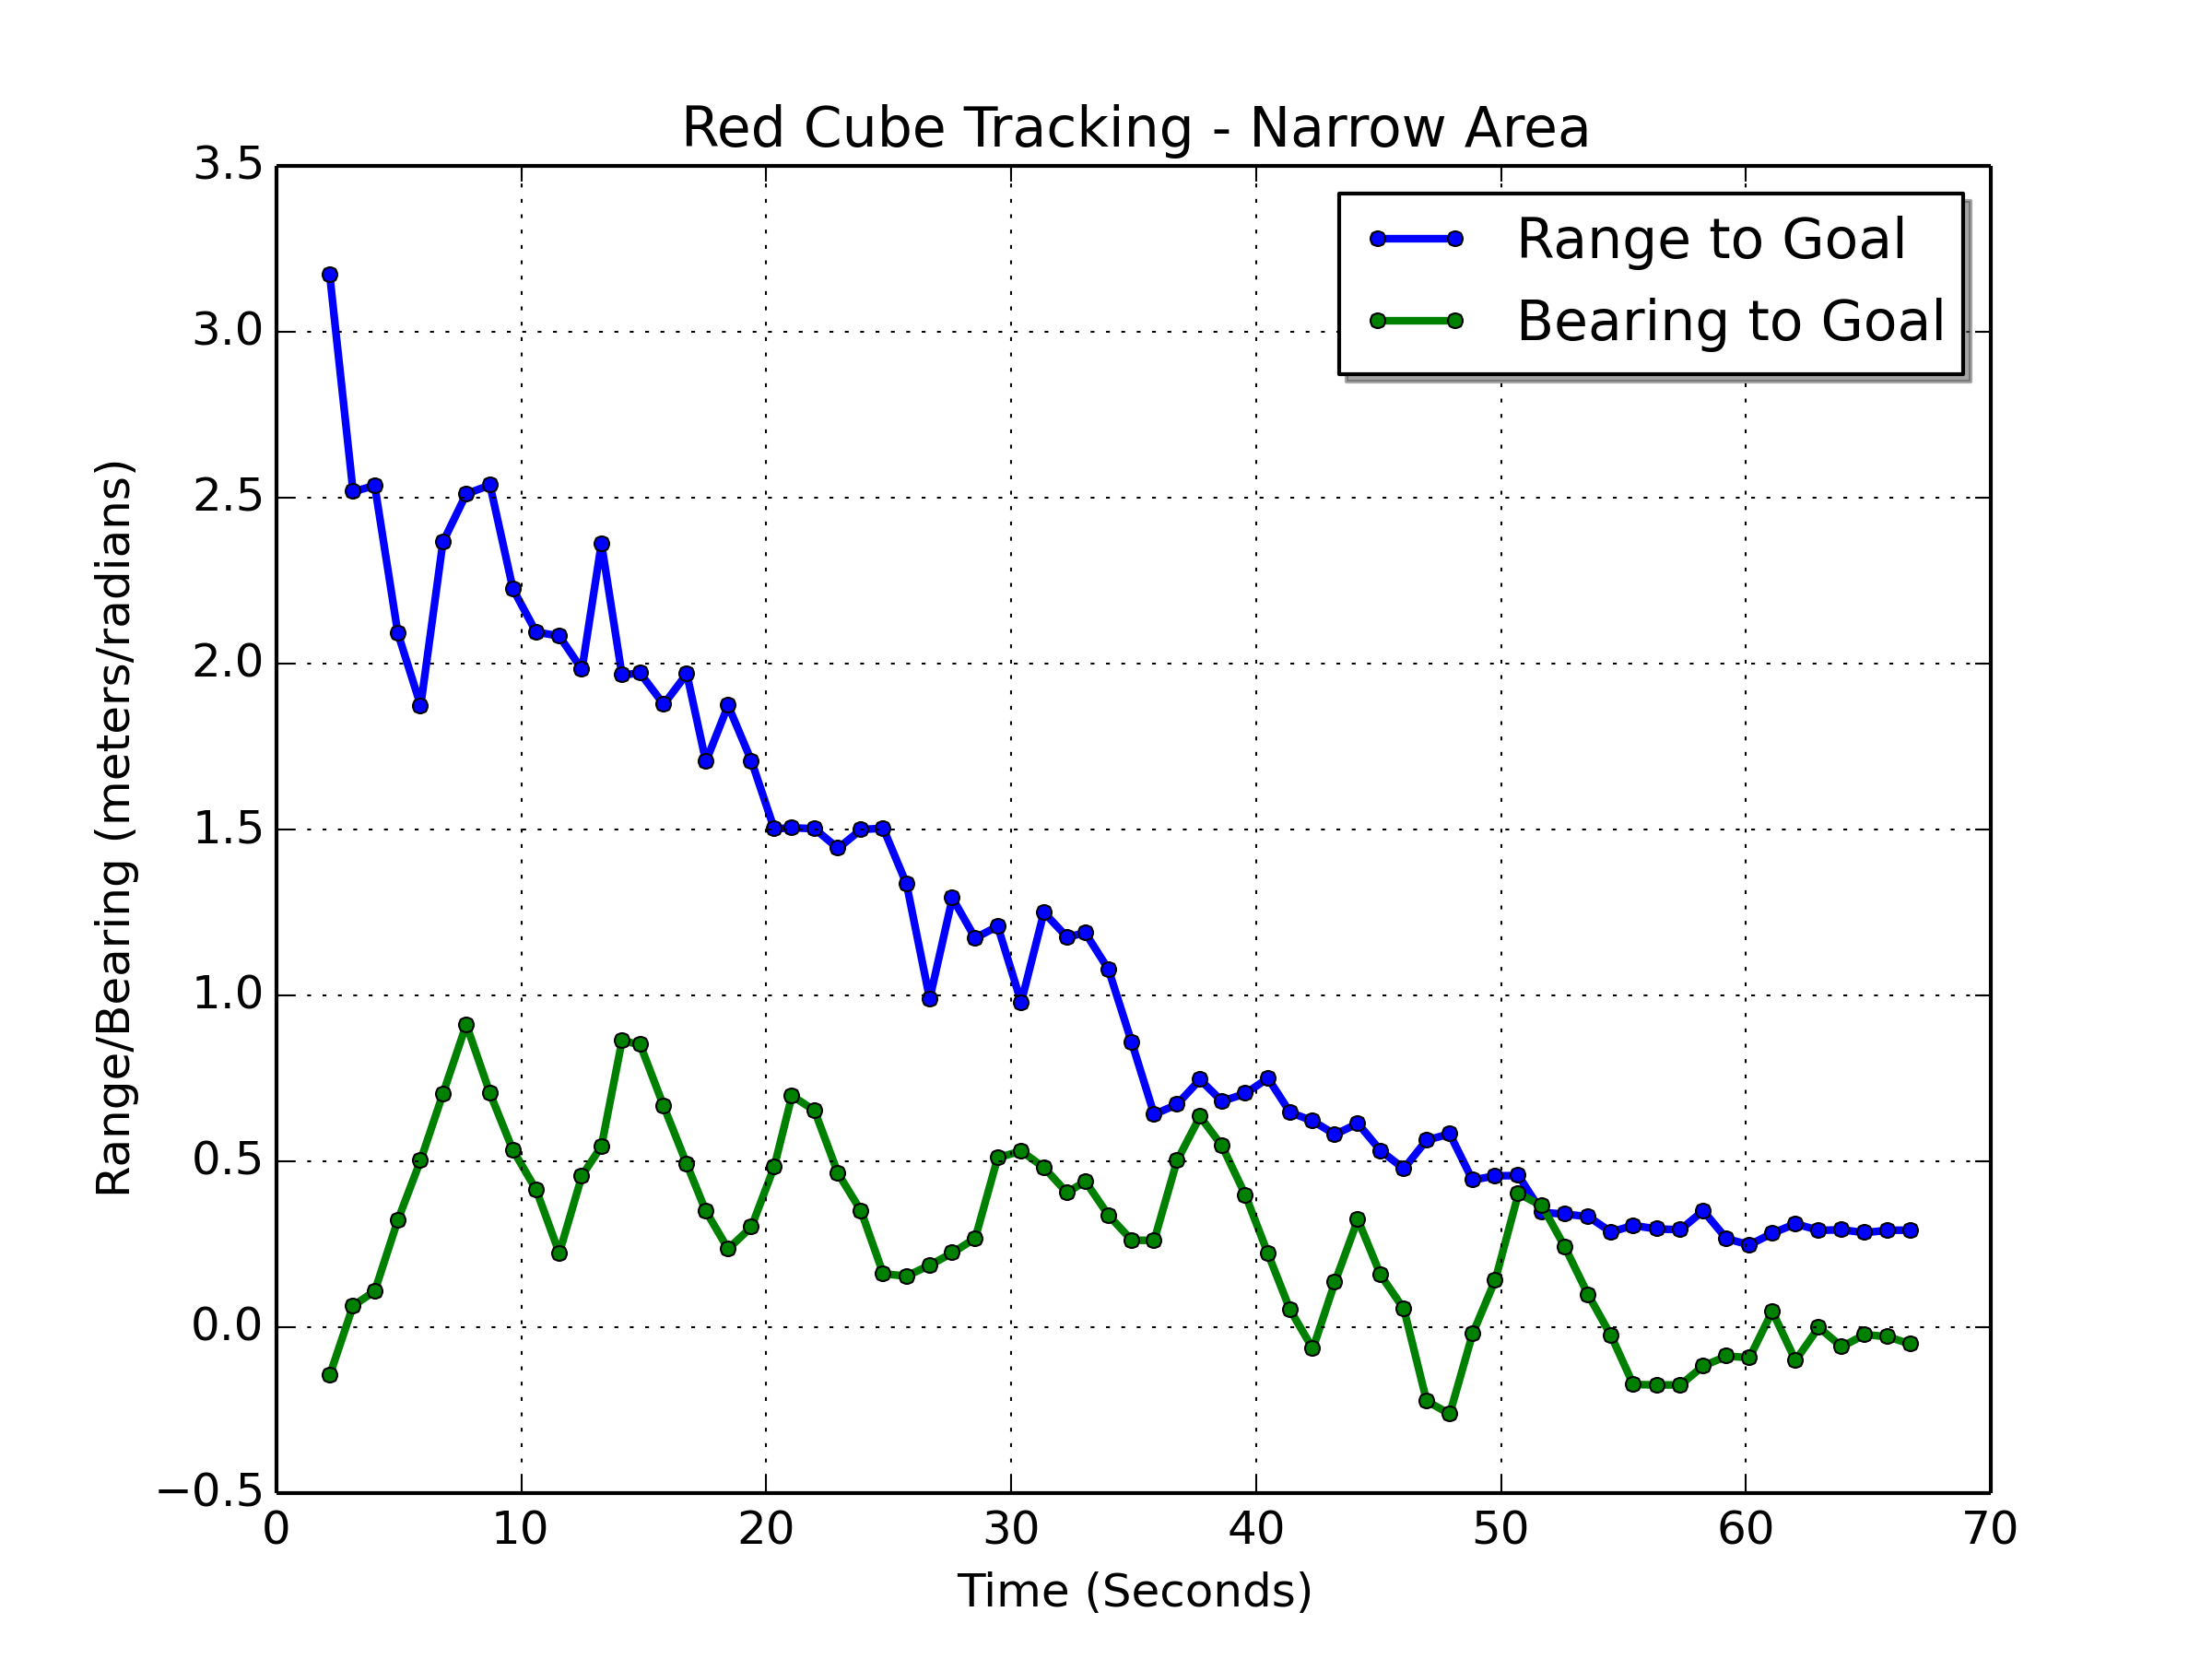 Red Cube Tracking - Narrow Area
Range to Goal
Bearing to Goal
Range/Bearing (meters/radians)
3.5
3.0
2.5
2.0
1.5
1.0
0.5
0.0
−0.5
0 10 20 30 40 50 60 70
Time (Seconds)